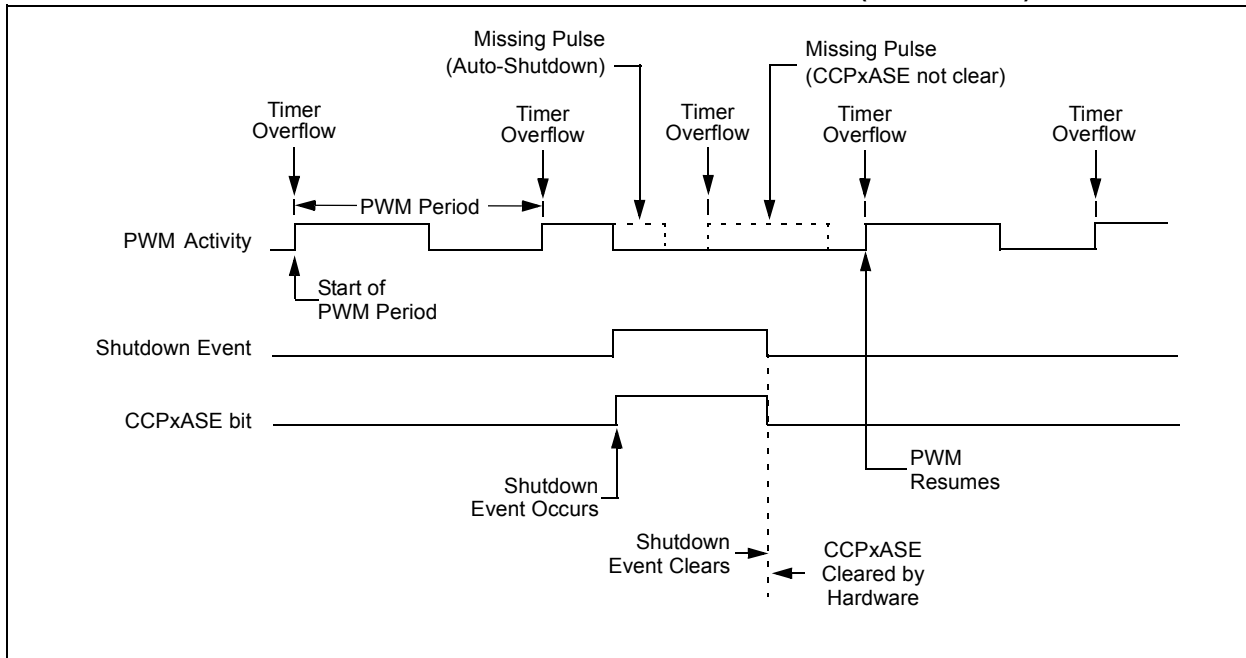 Missing Pulse
(Auto-Shutdown)
Missing Pulse
(CCPxASE not clear)
Timer
Overflow
Timer
Overflow
Timer
Overflow
Timer
Overflow
Timer
Overflow
PWM Period
PWM Activity
Start of
PWM Period
Shutdown Event
CCPxASE bit
Shutdown
Event Occurs
PWM
Resumes
Shutdown
Event Clears
CCPxASE
Cleared by
Hardware